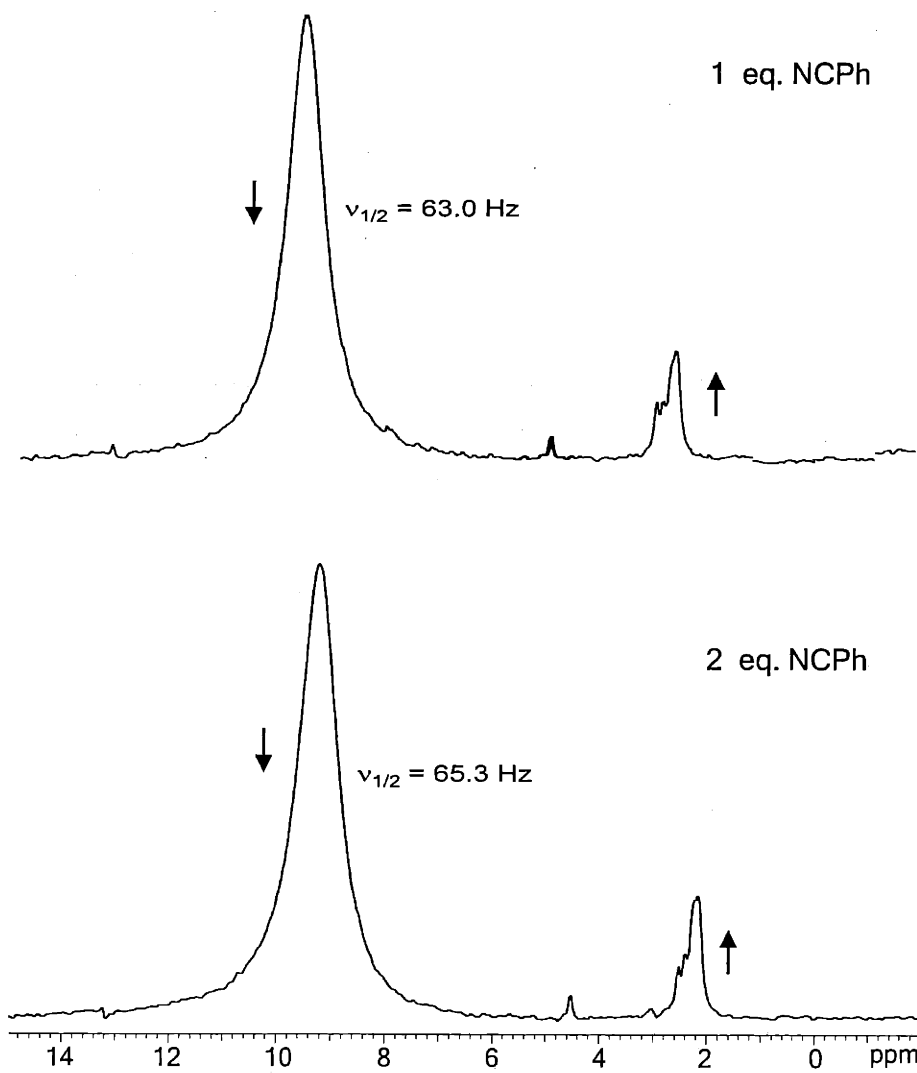 1 eq. NCPh
ν1/2 = 63.0 Hz
2 eq. NCPh
ν1/2 = 65.3 Hz
14 12 10 8 6 4 2 0 ppm